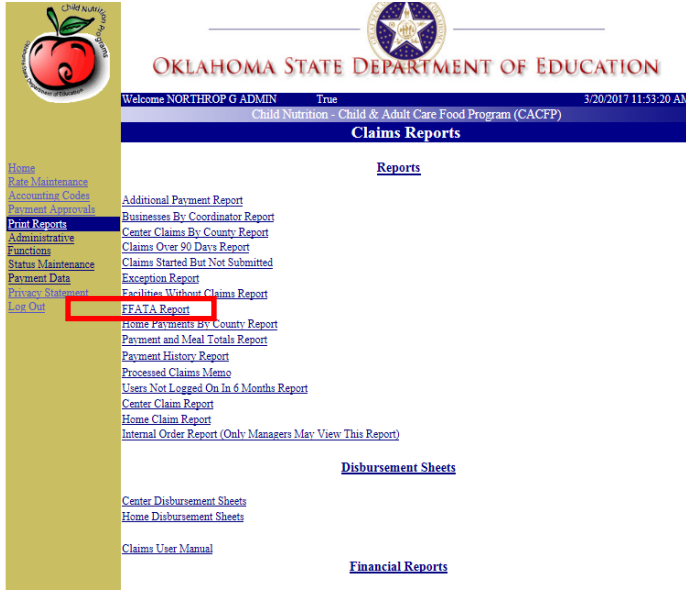 Child Nutrition Programs
OKLAHOMA STATE DEPARTMENT OF EDUCATION
Welcome NORTHROP G ADMIN True 3/20/2017 11:53:20 AM
Child Nutrition - Child & Adult Care Food Program (CACFP)
Claims Reports
Home
Rate Maintenance
Accounting Codes
Payment Approvals
Print Reports
Administrative
Functions
Status Maintenance
Payment Data
Privacy Statement
Log Out
Reports
Additional Payment Report
Businesses By Coordinator Report
Center Claims By County Report
Claims Over 90 Days Report
Claims Started But Not Submitted
Exception Report
Facilities Without Claims Report
FFATA Report
Home Payments By County Report
Payment and Meal Totals Report
Payment History Report
Processed Claims Memo
Users Not Logged On In 6 Months Report
Center Claim Report
Home Claim Report
Internal Order Report (Only Managers May View This Report)
Disbursement Sheets
Center Disbursement Sheets
Home Disbursement Sheets
Claims User Manual
Financial Reports